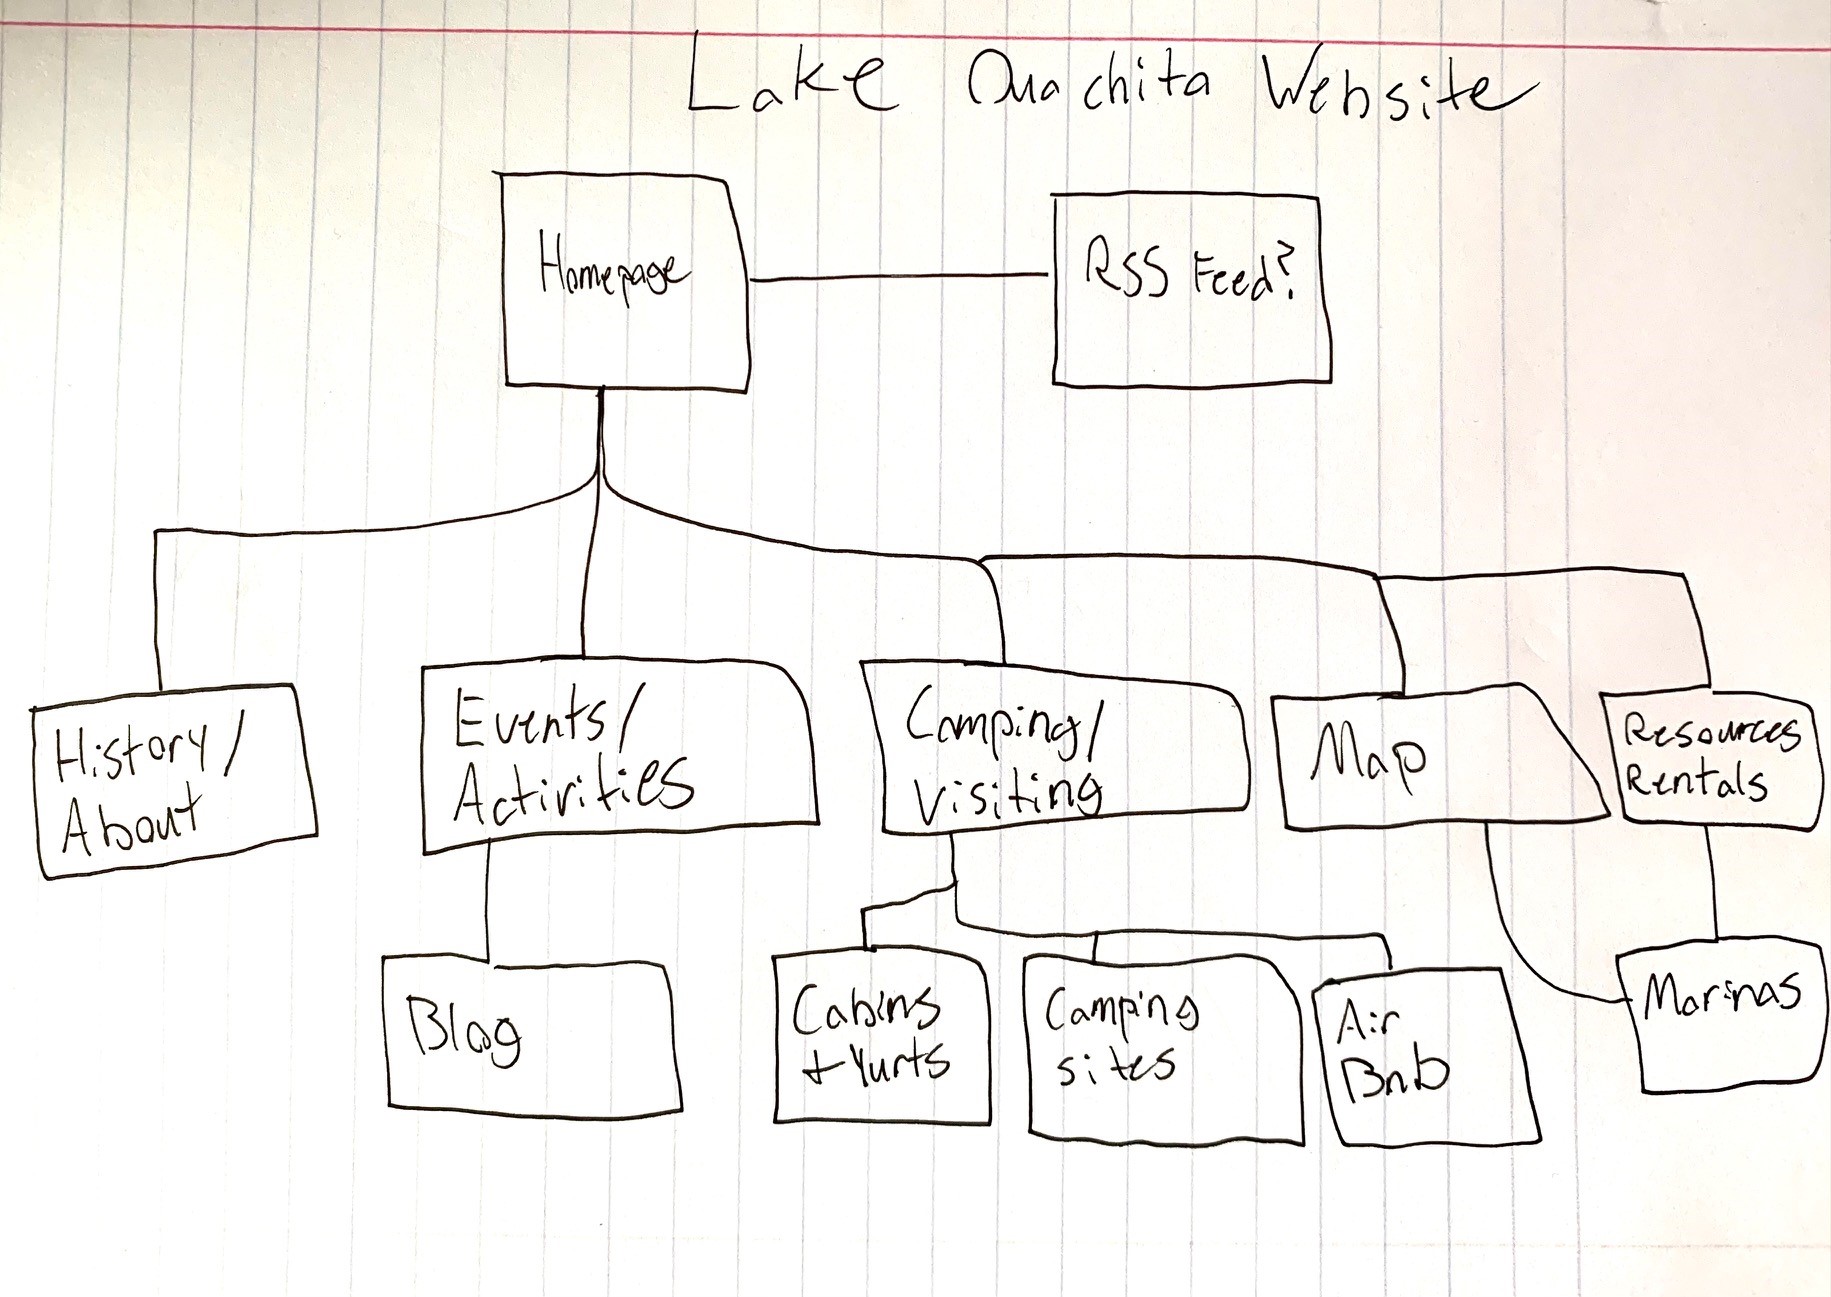 Lake Ouachita Website
Homepage
RSS Feed?
History/
About
Events/
Activities
Camping/
Visiting
Map
Resources
Rentals
Blog
Cabins
+ Yurts
Camping
sites
Air
Bnb
Marinas